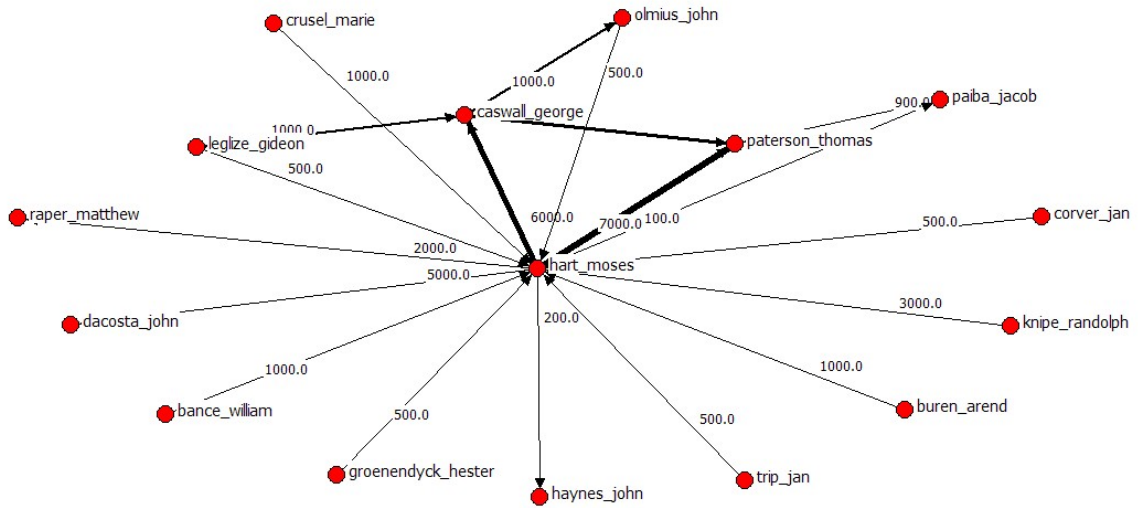 crusel_marie
olmius_john
1000.0
1000.0
500.0
paiba_jacob
900.0
caswall_george
1000.0
leglize_gideon
paterson_thomas
500.0
raper_matthew
6000.0
7000.0
100.0
corver_jan
500.0
2000.0
hart_moses
5000.0
3000.0
dacosta_john
200.0
knipe_randolph
1000.0
1000.0
bance_william
buren_arend
500.0
500.0
groenendyck_hester
trip_jan
haynes_john